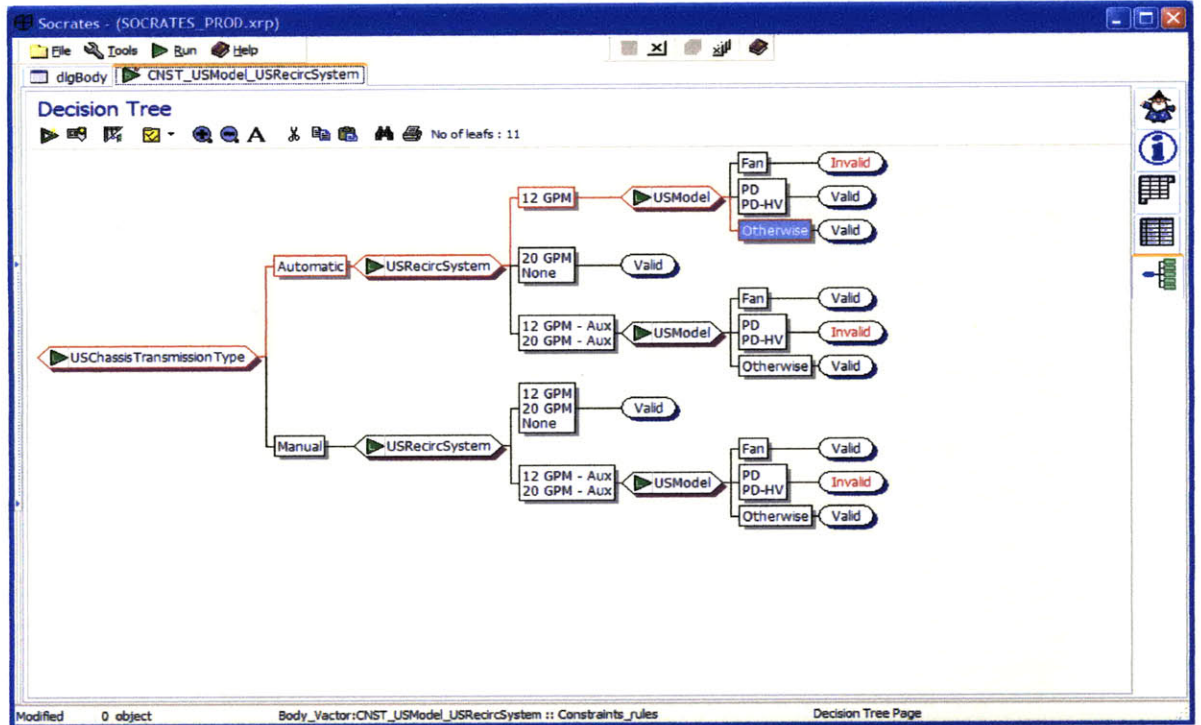 Socrates - (SOCRATES_PROD.xrp)
File Tools Run Help
dlgBody CNST_USModel_USRecircSystem
Decision Tree
A No of leafs : 11
Fan Invalid
12 GPM USModel PD Valid
PD-HV
Otherwise Valid
Automatic USRecircSystem 20 GPM Valid
None
Fan Valid
12 GPM - Aux USModel PD Invalid
20 GPM - Aux PD-HV
USChassisTransmissionType
Otherwise Valid
12 GPM
20 GPM Valid
None
Manual USRecircSystem
Fan Valid
12 GPM - Aux USModel PD Invalid
20 GPM - Aux PD-HV
Otherwise Valid
Modified 0 object Body_Vactor:CNST_USModel_USRecircSystem :: Constraints_rules Decision Tree Page